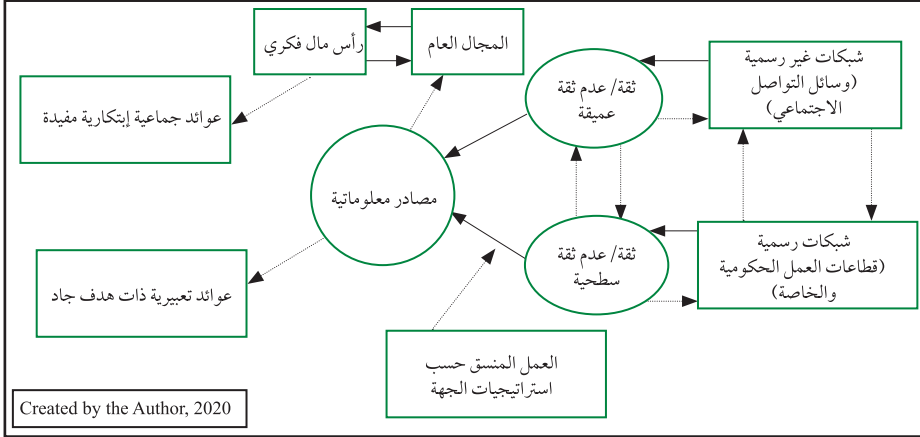 شبكات غير رسمية
(وسائل التواصل
الاجتماعي)
ثقة/ عدم ثقة
عميقة
المجال العام
رأس مال فكري
عوائد جماعية إبتكارية مفيدة
مصادر معلوماتية
شبكات رسمية
(قطاعات العمل الحكومية
والخاصة)
ثقة/ عدم ثقة
سطحية
عوائد تعبيرية ذات هدف جاد
العمل المنسق حسب
استراتيجيات الجهة
Created by the Author, 2020